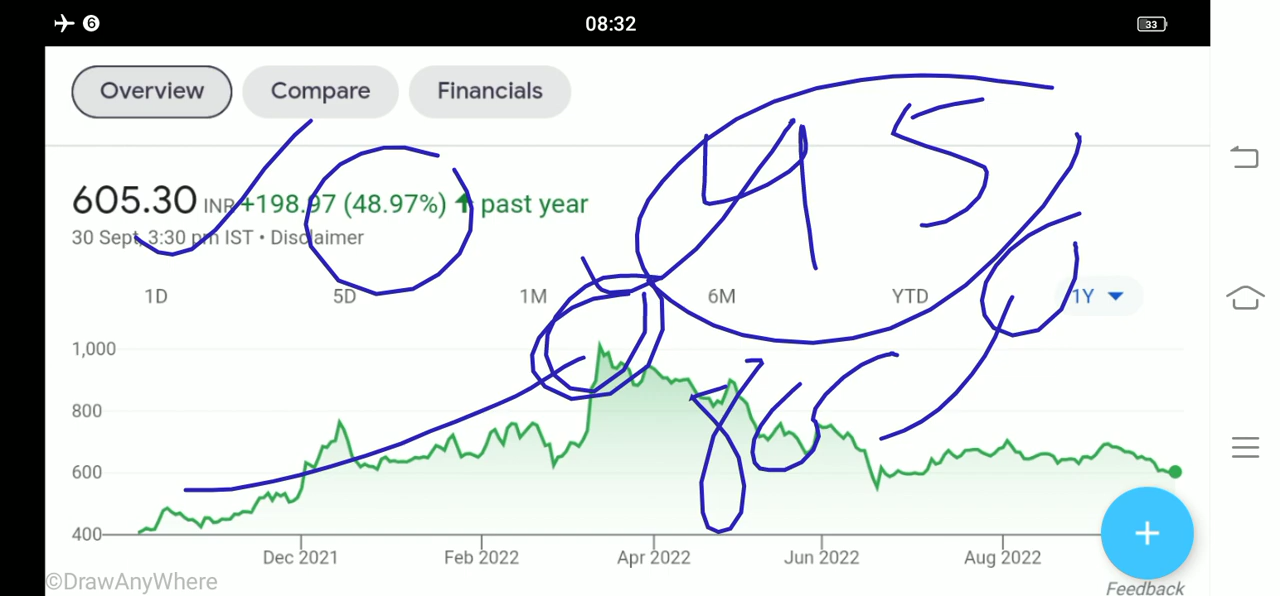 6 08:32 33
Overview Compare Financials
605.30 INR +198.97 (48.97%) ↑ past year
30 Sept, 3:30 pm IST • Disclaimer
45
1D 5D 1M 6M YTD 1Y
1,000
800
600
400
Dec 2021 Feb 2022 Apr 2022 Jun 2022 Aug 2022
+
©DrawAnyWhere
Feedback